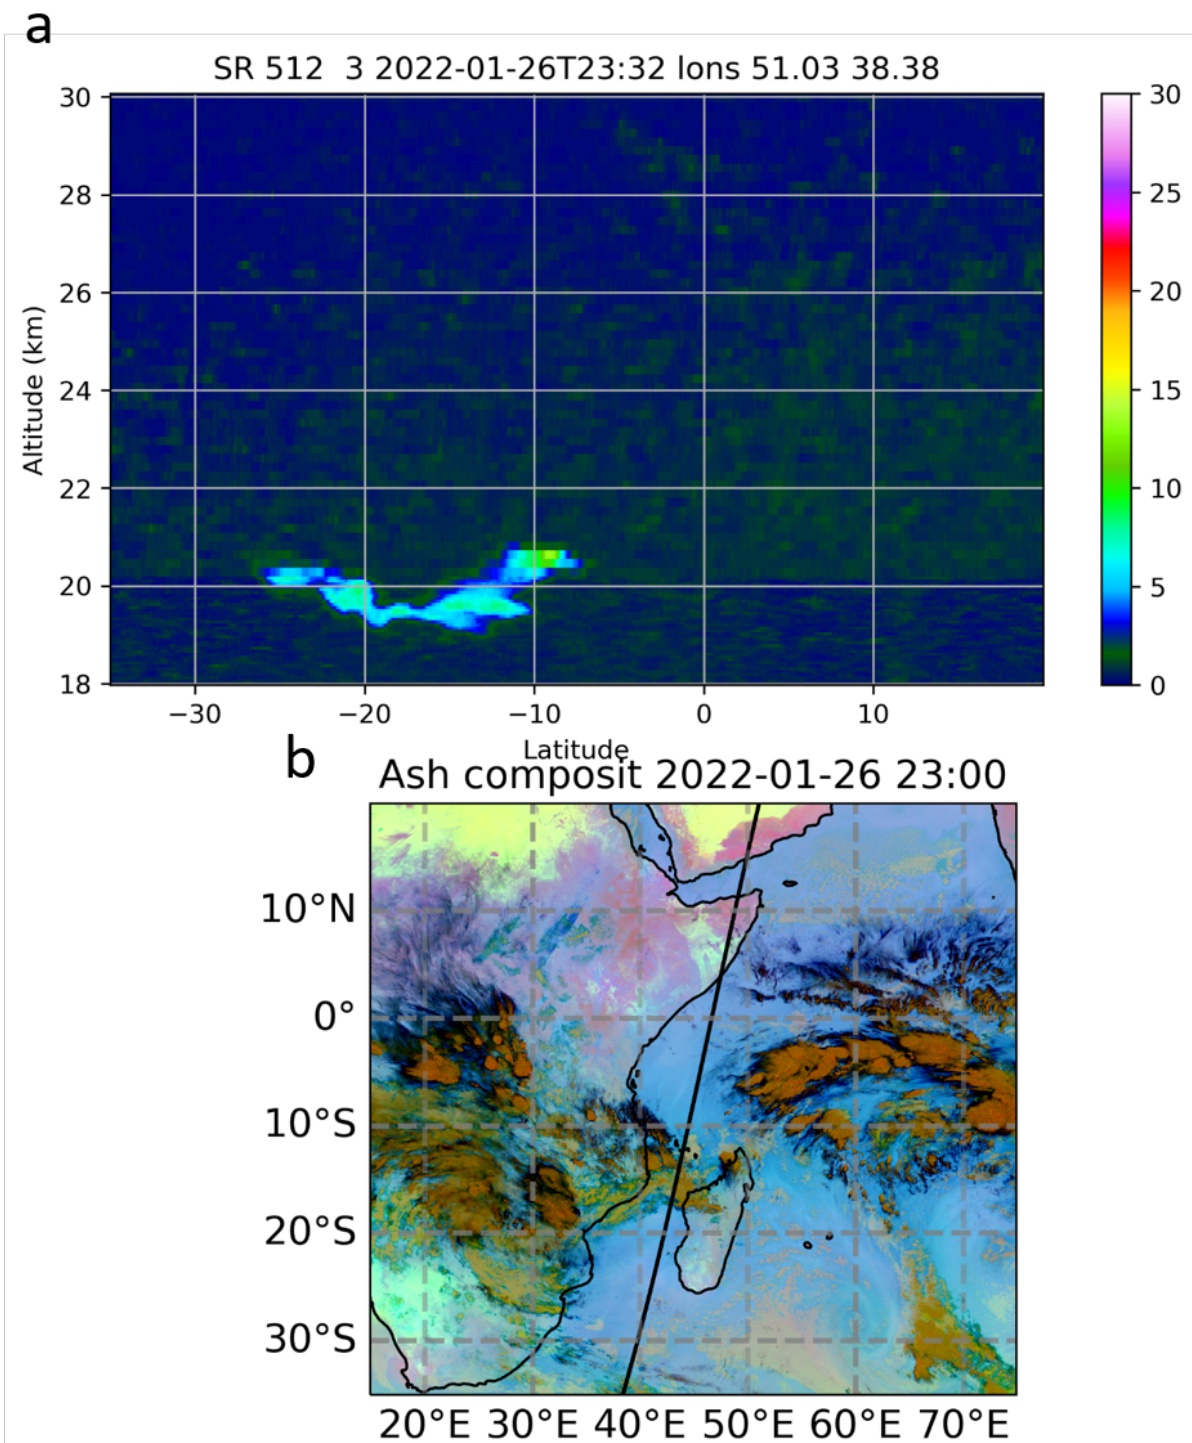 a
SR 512  3 2022-01-26T23:32 lons 51.03 38.38
30
28
26
24
22
20
18
Altitude (km)
−30 −20 −10 0 10
Latitude
30
25
20
15
10
5
0
b
Ash composit 2022-01-26 23:00
10°N
0°
10°S
20°S
30°S
20°E 30°E 40°E 50°E 60°E 70°E